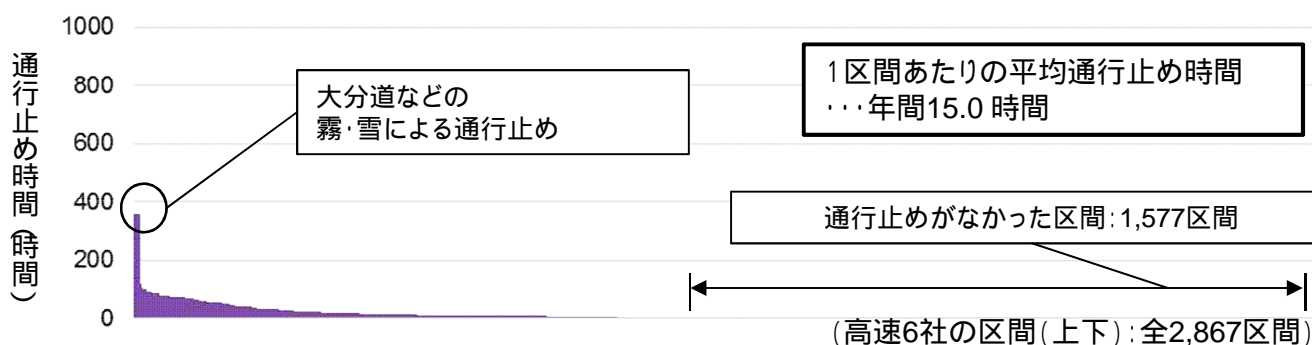 通行止め時間(時間)
1000
800
600
400
200
0
大分道などの
霧・雪による通行止め
1区間あたりの平均通行止め時間
・・・年間15.0 時間
通行止めがなかった区間:1,577区間
(高速6社の区間(上下):全2,867区間)